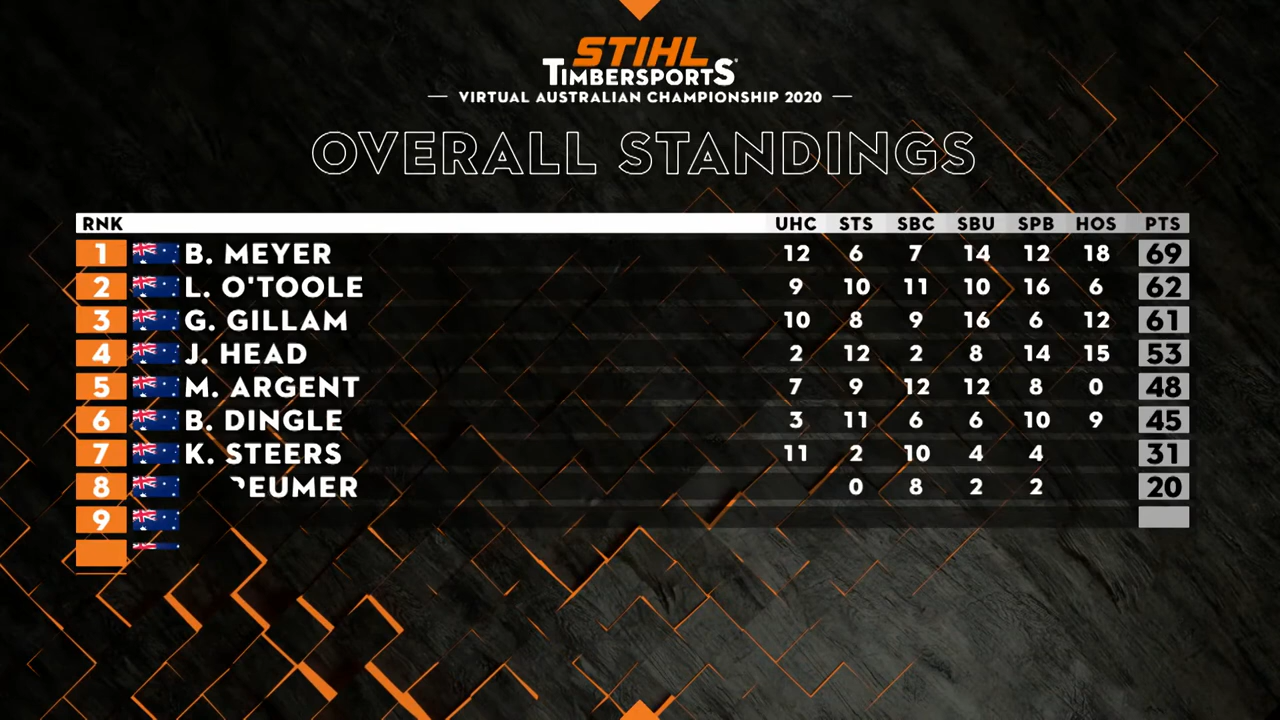 STIHL
TIMBERSPORTS
VIRTUAL AUSTRALIAN CHAMPIONSHIP 2020
OVERALL STANDINGS
RNK UHC STS SBC SBU SPB HOS PTS
1 B. MEYER 12 6 7 14 12 18 69
2 L. O'TOOLE 9 10 11 10 16 6 62
3 G. GILLAM 10 8 9 16 6 12 61
4 J. HEAD 2 12 2 8 14 15 53
5 M. ARGENT 7 9 12 12 8 0 48
6 B. DINGLE 3 11 6 6 10 9 45
7 K. STEERS 11 2 10 4 4 31
8 0 8 2 2 20
9